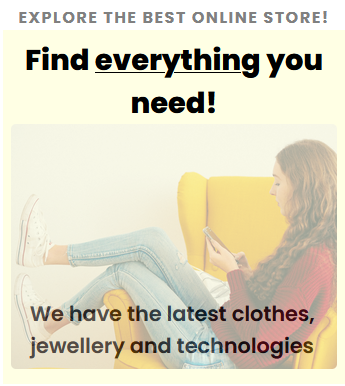 EXPLORE THE BEST ONLINE STORE!
Find everything you
need!
We have the latest clothes,
jewellery and technologies